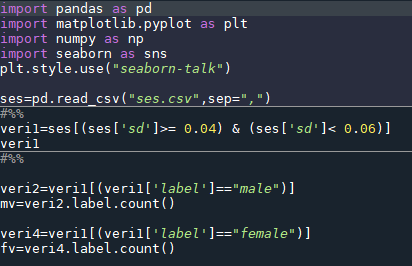 import pandas as pd
import matplotlib.pyplot as plt
import numpy as np
import seaborn as sns
plt.style.use("seaborn-talk")
ses=pd.read_csv("ses.csv",sep=",")
#%%
veri1=ses[(ses['sd']>= 0.04) & (ses['sd']< 0.06)]
veri1
#%%
veri2=veri1[(veri1['label']=="male")]
mv=veri2.label.count()
veri4=veri1[(veri1['label']=="female")]
fv=veri4.label.count()